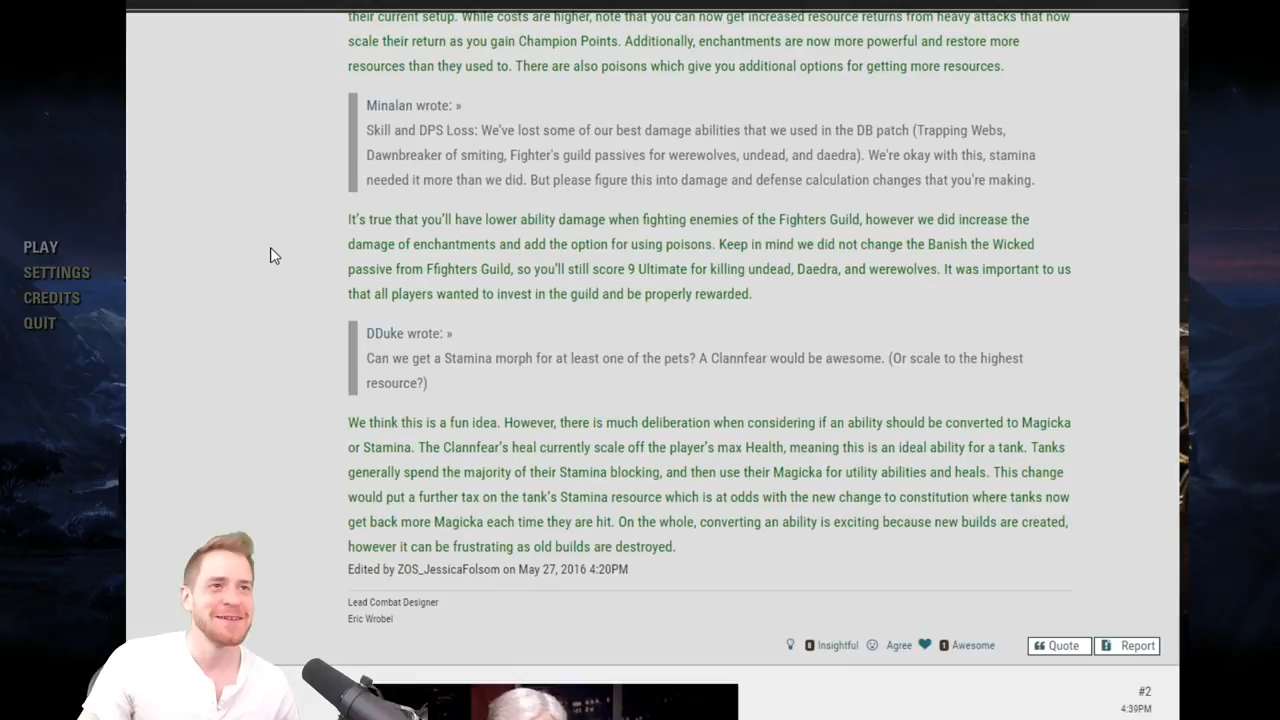 their current setup. While costs are higher, note that you can now get increased resource returns from heavy attacks that now
scale their return as you gain Champion Points. Additionally, enchantments are now more powerful and restore more
resources than they used to. There are also poisons which give you additional options for getting more resources.
Minalan wrote: »
Skill and DPS Loss: We've lost some of our best damage abilities that we used in the DB patch (Trapping Webs,
Dawnbreaker of smiting, Fighter's guild passives for werewolves, undead, and daedra). We're okay with this, stamina
needed it more than we did. But please figure this into damage and defense calculation changes that you're making.
It's true that you'll have lower ability damage when fighting enemies of the Fighters Guild, however we did increase the
damage of enchantments and add the option for using poisons. Keep in mind we did not change the Banish the Wicked
passive from Ffighters Guild, so you'll still score 9 Ultimate for killing undead, Daedra, and werewolves. It was important to us
that all players wanted to invest in the guild and be properly rewarded.
PLAY
SETTINGS
CREDITS
QUIT
DDuke wrote: »
Can we get a Stamina morph for at least one of the pets? A Clannfear would be awesome. (Or scale to the highest
resource?)
We think this is a fun idea. However, there is much deliberation when considering if an ability should be converted to Magicka
or Stamina. The Clannfear's heal currently scale off the player's max Health, meaning this is an ideal ability for a tank. Tanks
generally spend the majority of their Stamina blocking, and then use their Magicka for utility abilities and heals. This change
would put a further tax on the tank's Stamina resource which is at odds with the new change to constitution where tanks now
get back more Magicka each time they are hit. On the whole, converting an ability is exciting because new builds are created,
however it can be frustrating as old builds are destroyed.
Edited by ZOS_JessicaFolsom on May 27, 2016 4:20PM
Lead Combat Designer
Eric Wrobel
8 Insightful Agree 1 Awesome Quote Report
#2
4:39PM